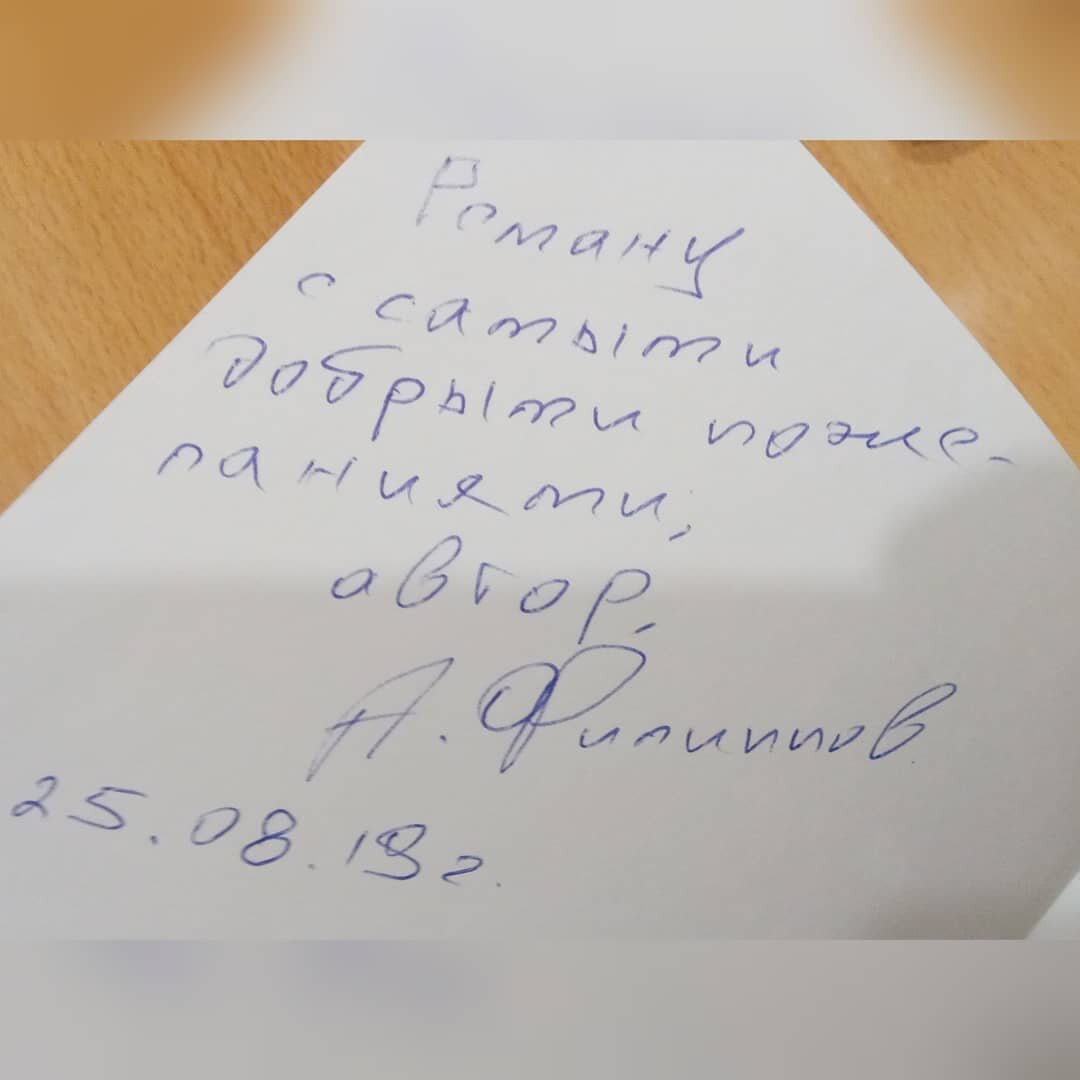 Роману
с самыми
добрыми поже-
ланиями,
автор,
А. Филиппов
25.08.19г.